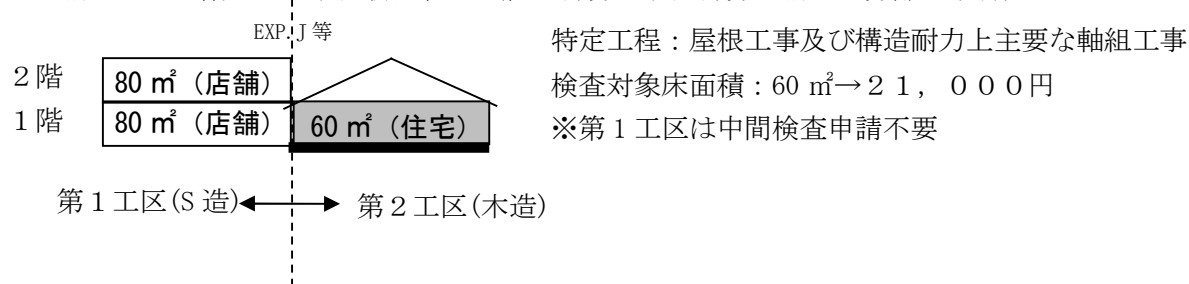 EXP.J 等
特定工程：屋根工事及び構造耐力上主要な軸組工事
２階 80 ㎡（店舗）
検査対象床面積：60 ㎡→２１，０００円
１階 80 ㎡（店舗） 60 ㎡（住宅）
※第１工区は中間検査申請不要
第１工区(S 造) 第２工区(木造)